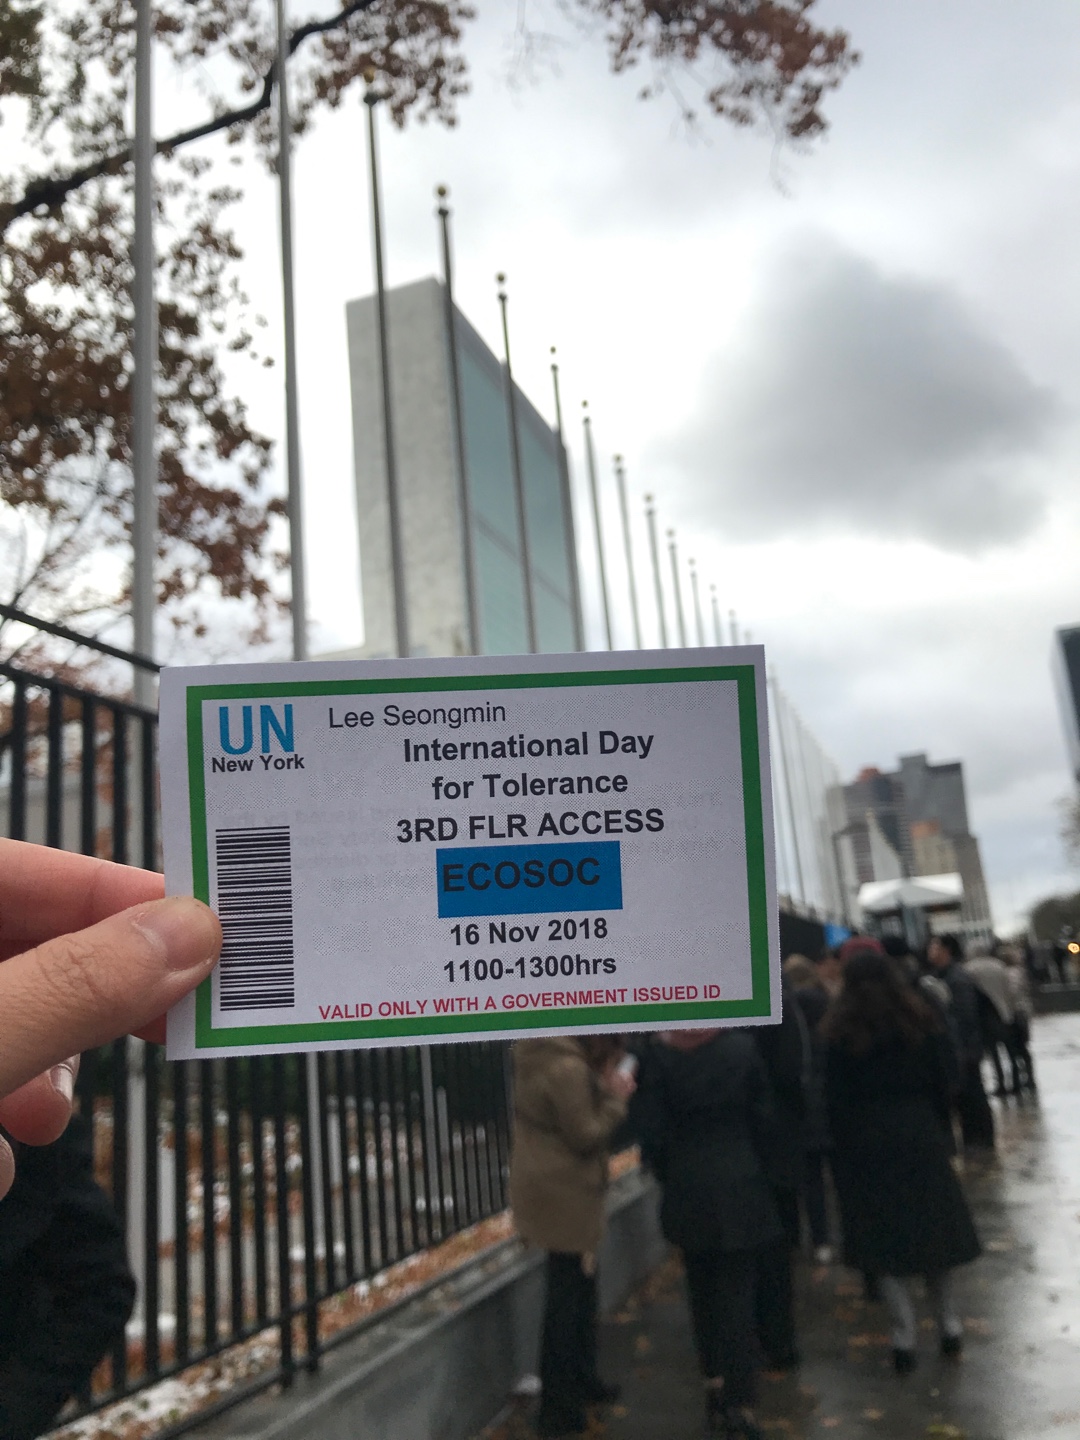 UN
New York
Lee Seongmin
International Day
for Tolerance
3RD FLR ACCESS
ECOSOC
16 Nov 2018
1100-1300hrs
VALID ONLY WITH A GOVERNMENT ISSUED ID